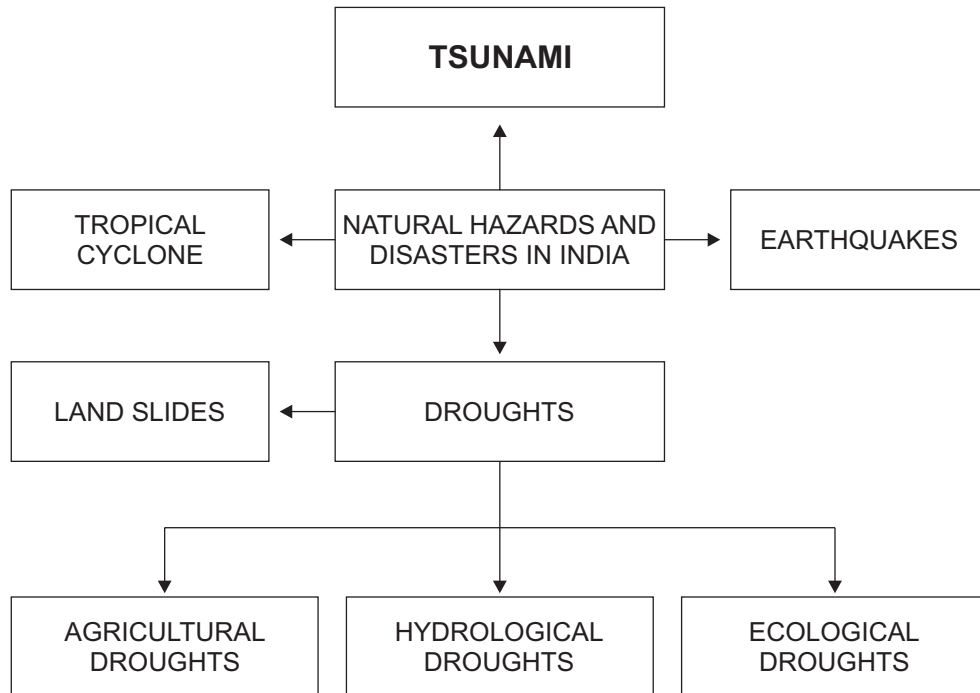 TSUNAMI
TROPICAL
CYCLONE
NATURAL HAZARDS AND
DISASTERS IN INDIA
EARTHQUAKES
LAND SLIDES
DROUGHTS
AGRICULTURAL
DROUGHTS
HYDROLOGICAL
DROUGHTS
ECOLOGICAL
DROUGHTS